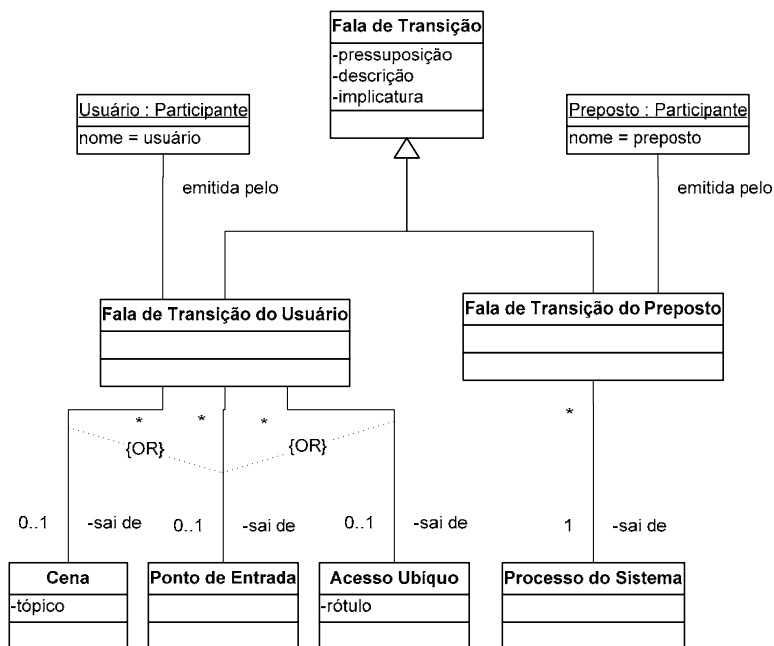 Fala de Transição
-pressuposição
-descrição
-implicatura
Usuário : Participante
nome = usuário
Preposto : Participante
nome = preposto
emitida pelo
emitida pelo
Fala de Transição do Usuário
Fala de Transição do Preposto
*
*
*
*
{OR}
{OR}
0..1
-sai de
0..1
-sai de
0..1
-sai de
1
-sai de
Cena
-tópico
Ponto de Entrada
Acesso Ubíquo
-rótulo
Processo do Sistema